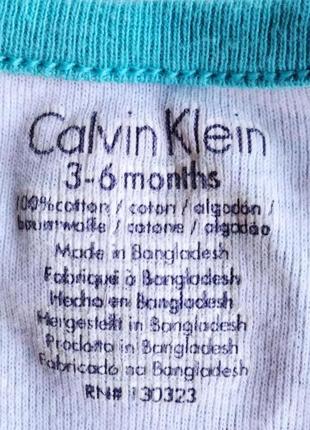 Calvin Klein
3-6 months
100% cotton / coton / algodón /
baumwolle / cotone / algodão
Made in Bangladesh
Fabriqué à Bangladesh
Hecho en Bangladesh
Hergestellt in Bangladesh
Prodotto in Bangladesh
Fabricado na Bangladesh
RN# 130323